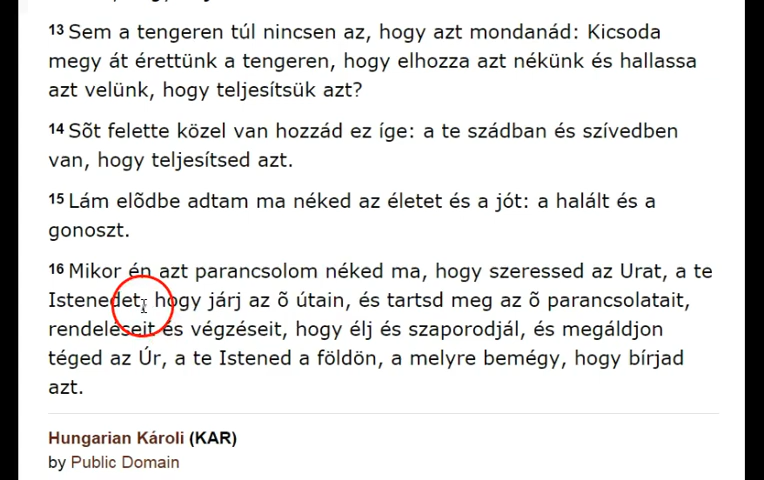 13 Sem a tengeren túl nincsen az, hogy azt mondanád: Kicsoda
megy át érettünk a tengeren, hogy elhozza azt nékünk és hallassa
azt velünk, hogy teljesítsük azt?
14 Sõt felette közel van hozzád ez íge: a te szádban és szívedben
van, hogy teljesítsed azt.
15 Lám elõdbe adtam ma néked az életet és a jót: a halált és a
gonoszt.
16 Mikor én azt parancsolom néked ma, hogy szeressed az Urat, a te
Istenedet, hogy járj az õ útain, és tartsd meg az õ parancsolatait,
rendeléseit és végzéseit, hogy élj és szaporodjál, és megáldjon
téged az Úr, a te Istened a földön, a melyre bemégy, hogy bírjad
azt.
Hungarian Károli (KAR)
by Public Domain